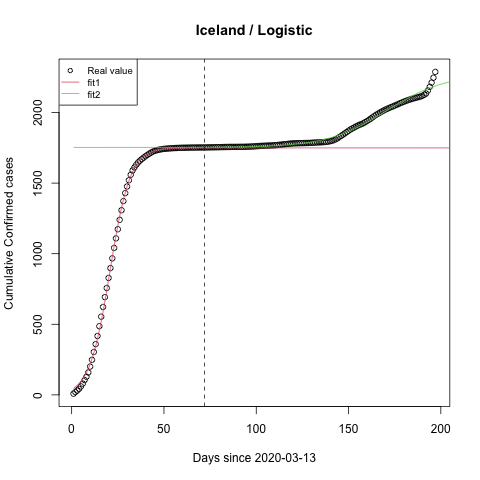 Iceland / Logistic
Real value
fit1
fit2
Cumulative Confirmed cases
0
500
1000
1500
2000
0
50
100
150
200
Days since 2020-03-13